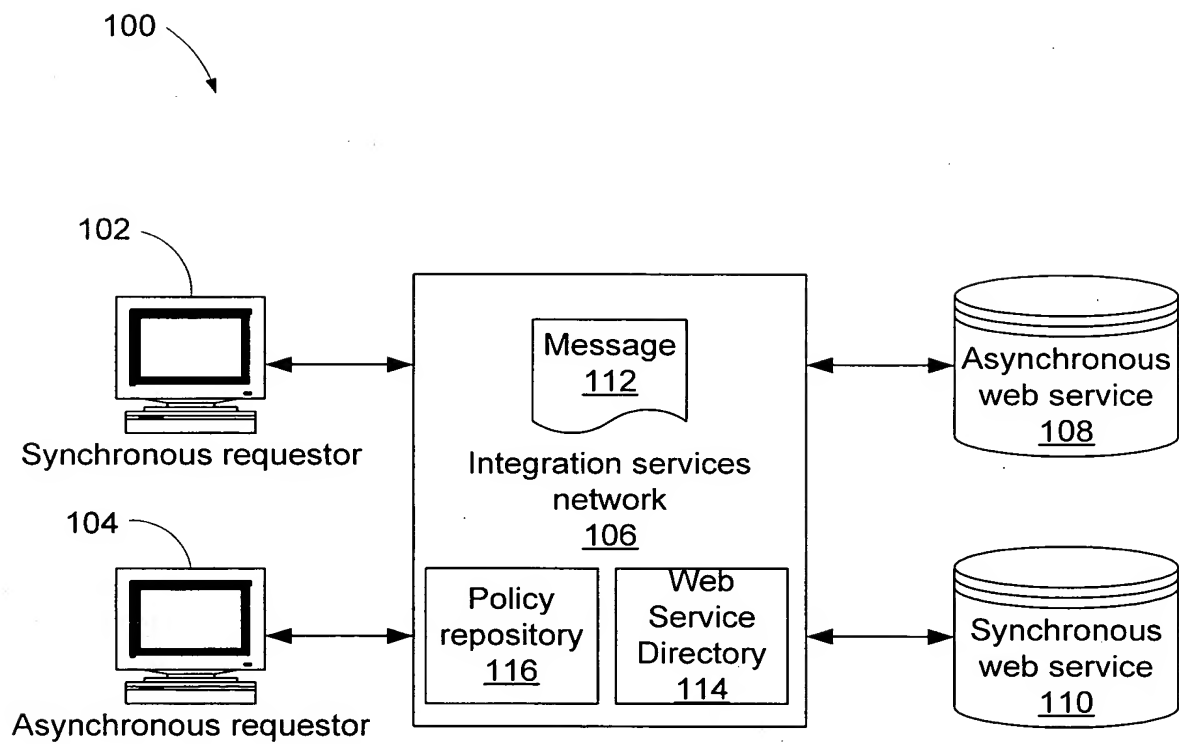 100
102
Synchronous requestor
104
Asynchronous requestor
Message
112
Integration services
network
106
Policy
repository
116
Web
Service
Directory
114
Asynchronous
web service
108
Synchronous
web service
110